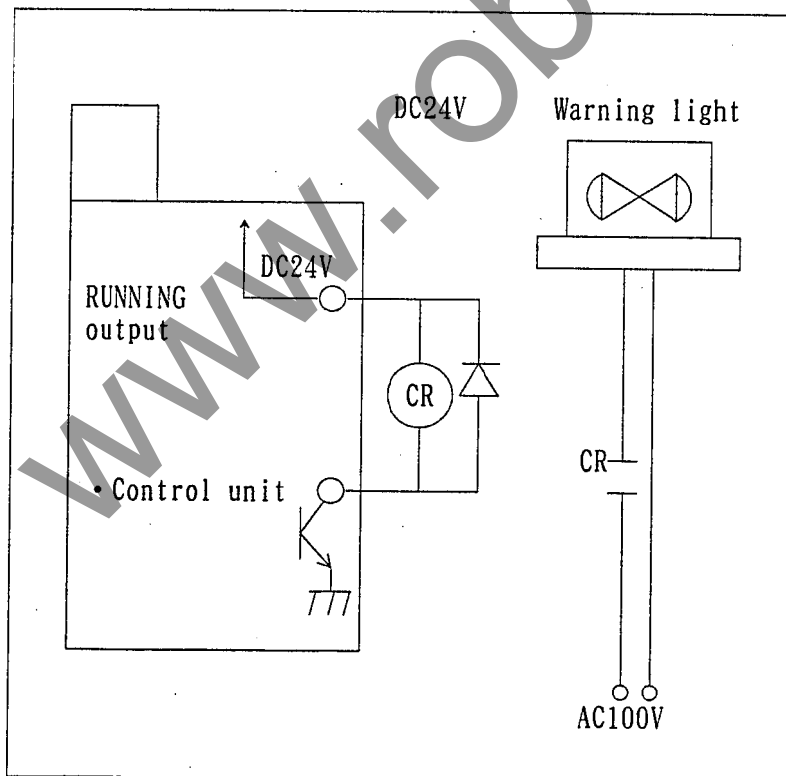 www.rob
DC24V
Warning light
DC24V
RUNNING
output
CR
CR
• Control unit
AC100V